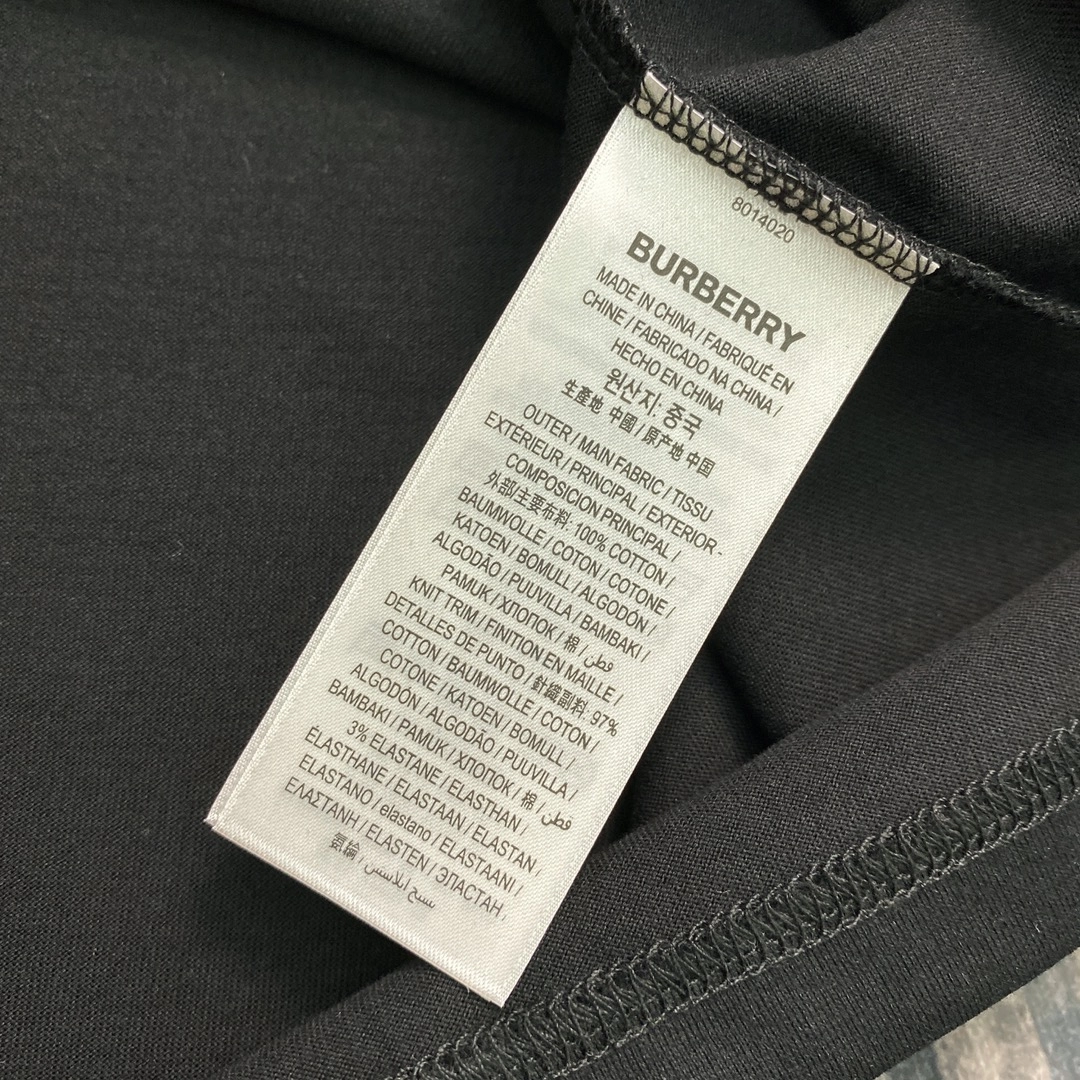 8014020
BURBERRY
MADE IN CHINA / FABRIQUÉ EN
CHINE / FABRICADO NA CHINA /
HECHO EN CHINA
원산지: 중국
生產地 中國 / 原产地 中国
OUTER / MAIN FABRIC / TISSU
EXTÉRIEUR / PRINCIPAL / EXTERIOR -
COMPOSICION PRINCIPAL /
外部/主要布料: 100% COTTON /
BAUMWOLLE / COTON / COTONE /
KATOEN / BOMULL / ALGODÓN /
ALGODÃO / PUUVILLA / BAMBAKI /
PAMUK / ХЛОПОК / 棉 / قطن /
KNIT TRIM / FINITION EN MAILLE /
DETALLES DE PUNTO / 針織副料: 97%
COTTON / BAUMWOLLE / COTON /
COTONE / KATOEN / BOMULL /
ALGODÓN / ALGODÃO / PUUVILLA /
BAMBAKI / PAMUK / ХЛОПОК / 棉 / قطن /
3% ELASTANE / ELASTHAN /
ÉLASTHANE / ELASTAAN / ELASTAN /
ELASTANO / elastano / ELASTAANI /
ΕΛΑΣΤΑΝΗ / ELASTEN / ЭЛАСТАН,
氨綸 / نسيج ايلاستس